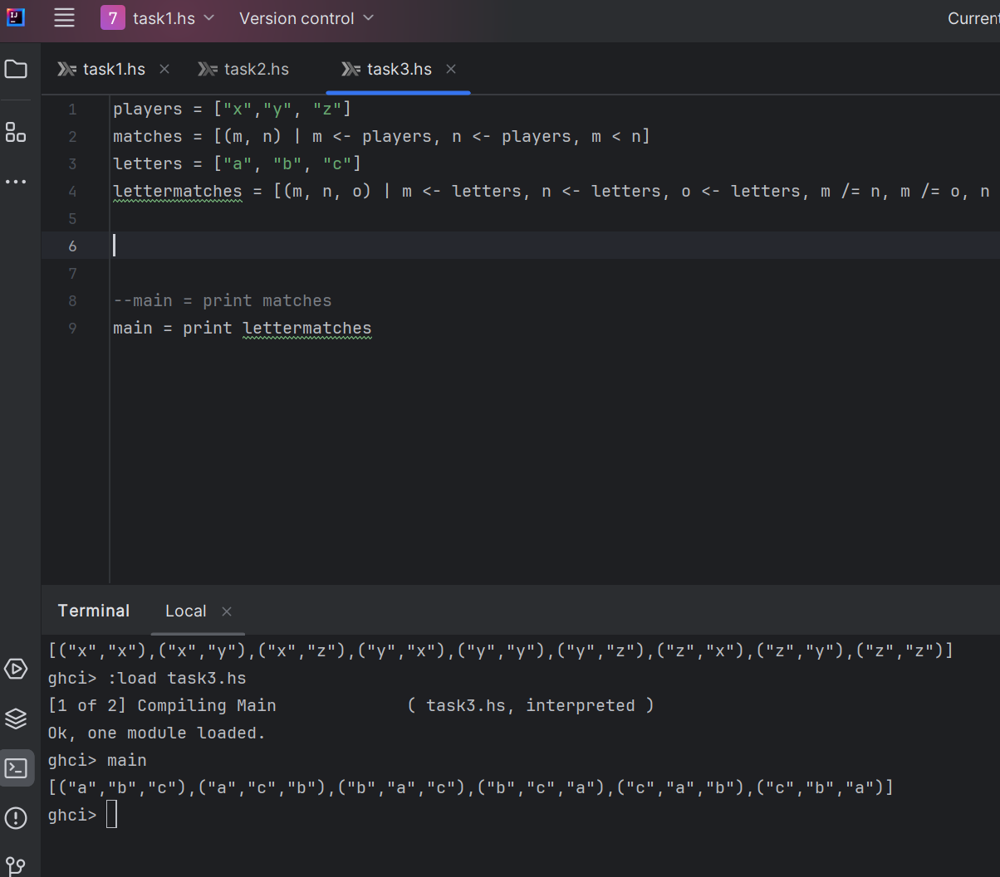 IJ
7 task1.hs Version control Current
task1.hs task2.hs task3.hs
1 players = ["x","y", "z"]
2 matches = [(m, n) | m <- players, n <- players, m < n]
3 letters = ["a", "b", "c"]
4 lettermatches = [(m, n, o) | m <- letters, n <- letters, o <- letters, m /= n, m /= o, n
5
6
7
8 --main = print matches
9 main = print lettermatches
Terminal Local
[("x","x"),("x","y"),("x","z"),("y","x"),("y","y"),("y","z"),("z","x"),("z","y"),("z","z")]
ghci> :load task3.hs
[1 of 2] Compiling Main ( task3.hs, interpreted )
Ok, one module loaded.
ghci> main
[("a","b","c"),("a","c","b"),("b","a","c"),("b","c","a"),("c","a","b"),("c","b","a")]
ghci>